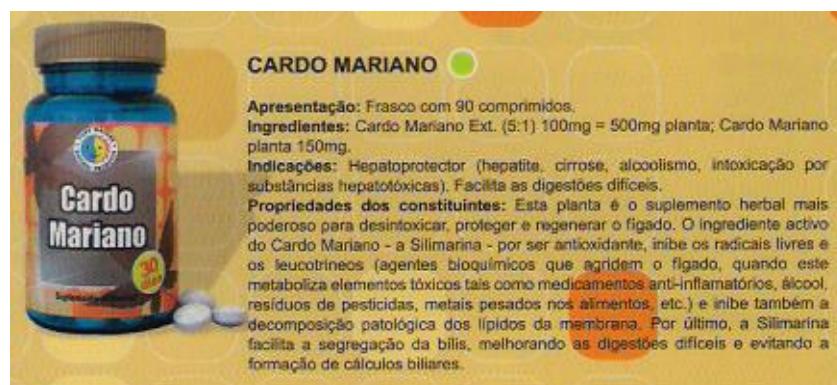 CARDO MARIANO
Apresentação: Frasco com 90 comprimidos.
Ingredientes: Cardo Mariano Ext. (5:1) 100mg = 500mg planta; Cardo Mariano
planta 150mg.
Indicações: Hepatoprotector (hepatite, cirrose, alcoolismo, intoxicação por
substâncias hepatotóxicas). Facilita as digestões difíceis.
Propriedades dos constituintes: Esta planta é o suplemento herbal mais
poderoso para desintoxicar, proteger e regenerar o fígado. O ingrediente activo
do Cardo Mariano - a Silimarina - por ser antioxidante, inibe os radicais livres e
os leucotrineos (agentes bioquímicos que agridem o fígado, quando este
metaboliza elementos tóxicos tais como medicamentos anti-inflamatórios, álcool,
resíduos de pesticidas, metais pesados nos alimentos, etc.) e inibe também a
decomposição patológica dos lípidos da membrana. Por último, a Silimarina
facilita a segregação da bílis, melhorando as digestões difíceis e evitando a
formação de cálculos biliares.
Cardo
Mariano
30
dias